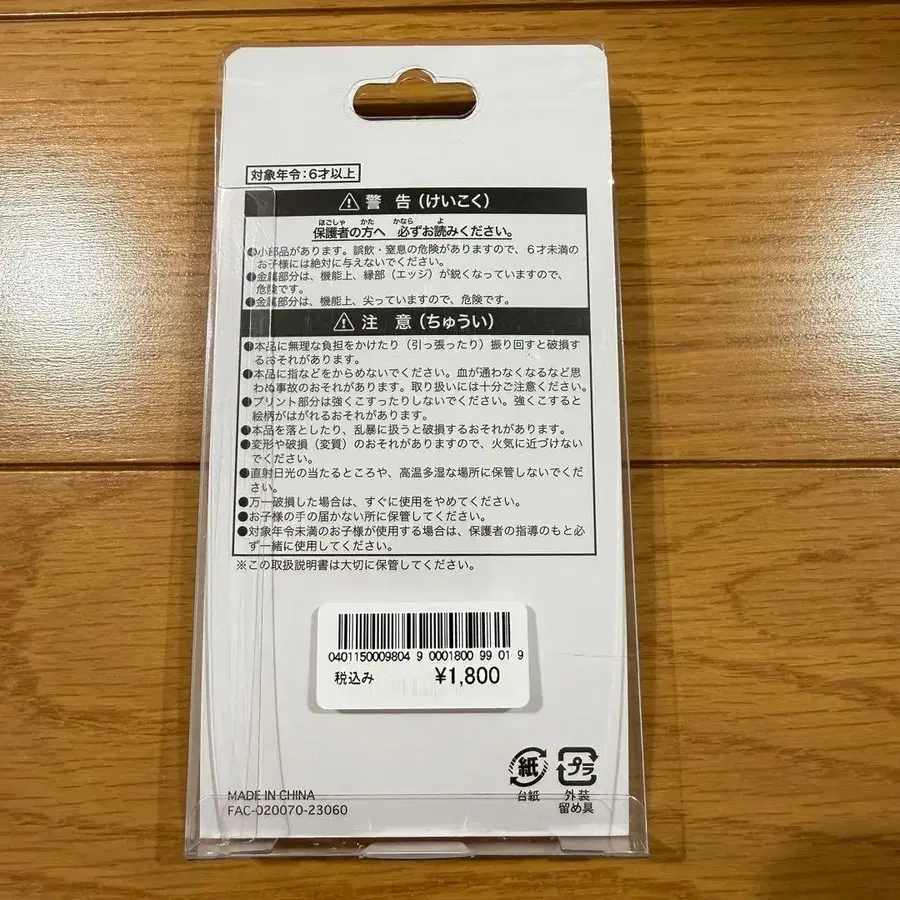 対象年令:6才以上
⚠ 警 告(けいこく)
ほごしゃ かた かなら よ
保護者の方へ 必ずお読みください。
●小部品があります。誤飲・窒息の危険がありますので、6才未満の
お子様には絶対に与えないでください。
●金属部分は、機能上、縁部(エッジ)が鋭くなっていますので、
危険です。
●金属部分は、機能上、尖っていますので、危険です。
⚠ 注 意(ちゅうい)
●本品に無理な負担をかけたり(引っ張ったり)振り回すと破損す
るおそれがあります。
●本品に指などをからめないでください。血が通わなくなるなど思
わぬ事故のおそれがあります。取り扱いには十分ご注意ください。
●プリント部分は強くこすったりしないでください。強くこすると
絵柄がはがれるおそれがあります。
●本品を落としたり、乱暴に扱うと破損するおそれがあります。
●変形や破損(変質)のおそれがありますので、火気に近づけない
でください。
●直射日光の当たるところや、高温多湿な場所に保管しないでくだ
さい。
●万一破損した場合は、すぐに使用をやめてください。
●お子様の手の届かない所に保管してください。
●対象年令未満のお子様が使用する場合は、保護者の指導のもと必
ず一緒に使用してください。
※この取扱説明書は大切に保管してください。
0401150009804 9 0001800 99 01 9
税込み ¥1,800
紙 プラ
台紙 外装
留め具
MADE IN CHINA
FAC-020070-23060